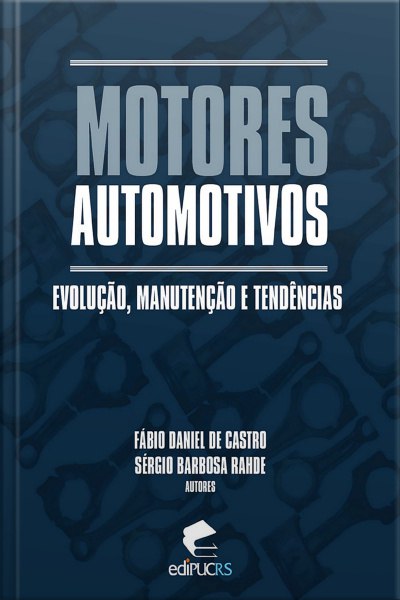 MOTORES
AUTOMOTIVOS
EVOLUÇÃO, MANUTENÇÃO E TENDÊNCIAS
FÁBIO DANIEL DE CASTRO
SÉRGIO BARBOSA RAHDE
AUTORES
ediPUCRS